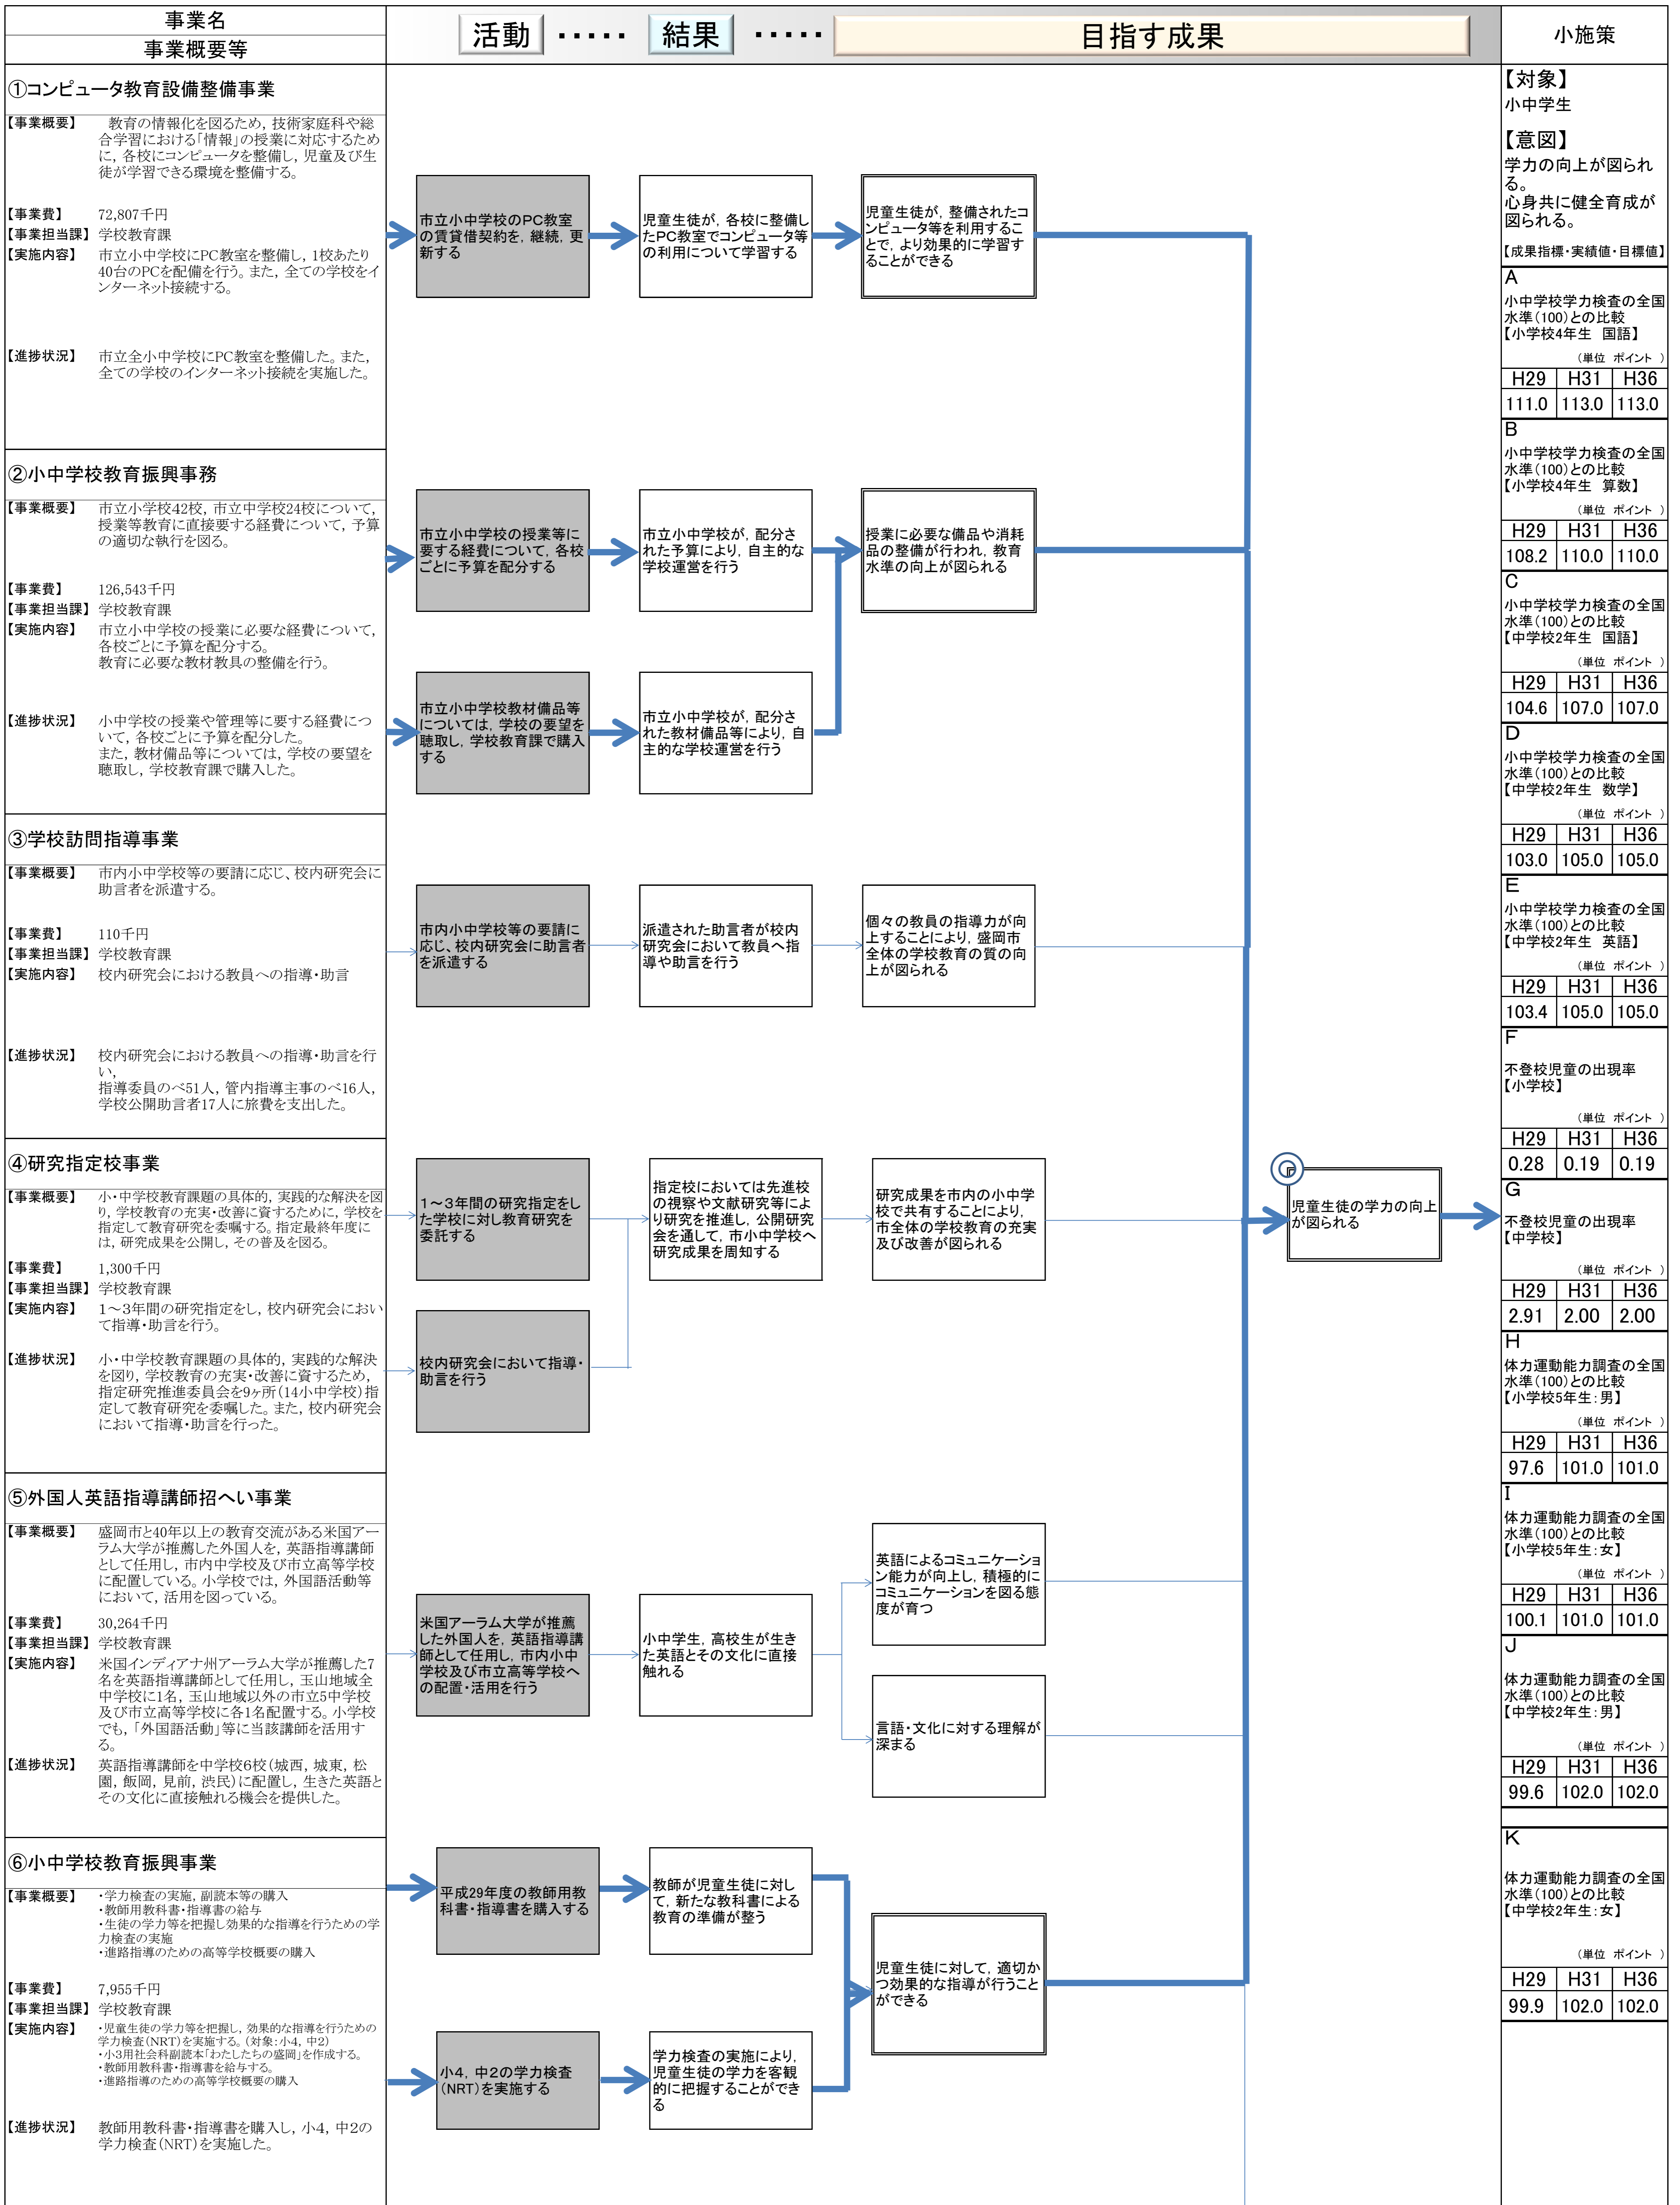 事業名
事業概要等
活動 ・・・・・ 結果 ・・・・・ 目指す成果
小施策
①コンピュータ教育設備整備事業
【事業概要】 教育の情報化を図るため，技術家庭科や総
合学習における「情報」の授業に対応するため
に，各校にコンピュータを整備し，児童及び生
徒が学習できる環境を整備する。
【事業費】 72,807千円
【事業担当課】 学校教育課
【実施内容】 市立小中学校にPC教室を整備し，1校あたり
40台のPCを配備を行う。また，全ての学校をイ
ンターネット接続する。
【進捗状況】 市立全小中学校にPC教室を整備した。また，
全ての学校のインターネット接続を実施した。
市立小中学校のPC教室
の賃貸借契約を，継続，更
新する
児童生徒が，各校に整備し
たPC教室でコンピュータ等
の利用について学習する
児童生徒が，整備されたコ
ンピュータ等を利用するこ
とで，より効果的に学習す
ることができる
②小中学校教育振興事務
【事業概要】 市立小学校42校，市立中学校24校について，
授業等教育に直接要する経費について，予算
の適切な執行を図る。
【事業費】 126,543千円
【事業担当課】 学校教育課
【実施内容】 市立小中学校の授業に必要な経費について，
各校ごとに予算を配分する。
教育に必要な教材教具の整備を行う。
【進捗状況】 小中学校の授業や管理等に要する経費につ
いて，各校ごとに予算を配分した。
また，教材備品等については，学校の要望を
聴取し，学校教育課で購入した。
市立小中学校の授業等に
要する経費について，各校
ごとに予算を配分する
市立小中学校が，配分さ
れた予算により，自主的な
学校運営を行う
授業に必要な備品や消耗
品の整備が行われ，教育
水準の向上が図られる
市立小中学校教材備品等
については，学校の要望を
聴取し，学校教育課で購入
する
市立小中学校が，配分さ
れた教材備品等により，自
主的な学校運営を行う
③学校訪問指導事業
【事業概要】 市内小中学校等の要請に応じ、校内研究会に
助言者を派遣する。
【事業費】 110千円
【事業担当課】 学校教育課
【実施内容】 校内研究会における教員への指導・助言
【進捗状況】 校内研究会における教員への指導・助言を行
い，
指導委員のべ51人，管内指導主事のべ16人，
学校公開助言者17人に旅費を支出した。
市内小中学校等の要請に
応じ、校内研究会に助言者
を派遣する
派遣された助言者が校内
研究会において教員へ指
導や助言を行う
個々の教員の指導力が向
上することにより，盛岡市
全体の学校教育の質の向
上が図られる
④研究指定校事業
【事業概要】 小・中学校教育課題の具体的，実践的な解決を図
り，学校教育の充実・改善に資するために，学校を
指定して教育研究を委嘱する。指定最終年度に
は，研究成果を公開し，その普及を図る。
【事業費】 1,300千円
【事業担当課】 学校教育課
【実施内容】 1～3年間の研究指定をし，校内研究会におい
て指導・助言を行う。
【進捗状況】 小・中学校教育課題の具体的，実践的な解決
を図り，学校教育の充実・改善に資するため，
指定研究推進委員会を9ヶ所（14小中学校）指
定して教育研究を委嘱した。また，校内研究会
において指導・助言を行った。
1～3年間の研究指定をし
た学校に対し教育研究を
委託する
指定校においては先進校
の視察や文献研究等によ
り研究を推進し，公開研究
会を通して，市小中学校へ
研究成果を周知する
研究成果を市内の小中学
校で共有することにより，
市全体の学校教育の充実
及び改善が図られる
校内研究会において指導・
助言を行う
⑤外国人英語指導講師招へい事業
【事業概要】 盛岡市と40年以上の教育交流がある米国アー
ラム大学が推薦した外国人を，英語指導講師
として任用し，市内中学校及び市立高等学校
に配置している。小学校では，外国語活動等
において，活用を図っている。
【事業費】 30,264千円
【事業担当課】 学校教育課
【実施内容】 米国インディアナ州アーラム大学が推薦した7
名を英語指導講師として任用し，玉山地域全
中学校に1名，玉山地域以外の市立5中学校
及び市立高等学校に各1名配置する。小学校
でも，「外国語活動」等に当該講師を活用す
る。
【進捗状況】 英語指導講師を中学校6校（城西，城東，松
園，飯岡，見前，渋民）に配置し，生きた英語と
その文化に直接触れる機会を提供した。
米国アーラム大学が推薦
した外国人を，英語指導講
師として任用し，市内小中
学校及び市立高等学校へ
の配置・活用を行う
小中学生，高校生が生き
た英語とその文化に直接
触れる
英語によるコミュニケーショ
ン能力が向上し，積極的に
コミュニケーションを図る態
度が育つ
言語・文化に対する理解が
深まる
⑥小中学校教育振興事業
【事業概要】 ・学力検査の実施，副読本等の購入
・教師用教科書・指導書の給与
・生徒の学力等を把握し効果的な指導を行うための学
力検査の実施
・進路指導のための高等学校概要の購入
【事業費】 7,955千円
【事業担当課】 学校教育課
【実施内容】 ・児童生徒の学力等を把握し，効果的な指導を行うための
学力検査（NRT）を実施する。（対象：小4，中2）
・小3用社会科副読本「わたしたちの盛岡」を作成する。
・教師用教科書・指導書を給与する。
・進路指導のための高等学校概要の購入
【進捗状況】 教師用教科書・指導書を購入し，小4，中2の
学力検査（NRT）を実施した。
平成29年度の教師用教
科書・指導書を購入する
教師が児童生徒に対し
て，新たな教科書による
教育の準備が整う
児童生徒に対して，適切か
つ効果的な指導が行うこと
ができる
小4，中2の学力検査
（NRT）を実施する
学力検査の実施により，
児童生徒の学力を客観
的に把握することができ
る
◎
児童生徒の学力の向上
が図られる
【対象】
小中学生
【意図】
学力の向上が図られ
る。
心身共に健全育成が
図られる。
【成果指標・実績値・目標値】
A
小中学校学力検査の全国
水準（100）との比較
【小学校4年生 国語】
（単位 ポイント ）
H29 H31 H36
111.0 113.0 113.0
B
小中学校学力検査の全国
水準（100）との比較
【小学校4年生 算数】
（単位 ポイント ）
H29 H31 H36
108.2 110.0 110.0
C
小中学校学力検査の全国
水準（100）との比較
【中学校2年生 国語】
（単位 ポイント ）
H29 H31 H36
104.6 107.0 107.0
D
小中学校学力検査の全国
水準（100）との比較
【中学校2年生 数学】
（単位 ポイント ）
H29 H31 H36
103.0 105.0 105.0
E
小中学校学力検査の全国
水準（100）との比較
【中学校2年生 英語】
（単位 ポイント ）
H29 H31 H36
103.4 105.0 105.0
F
不登校児童の出現率
【小学校】
（単位 ポイント ）
H29 H31 H36
0.28 0.19 0.19
G
不登校児童の出現率
【中学校】
（単位 ポイント ）
H29 H31 H36
2.91 2.00 2.00
H
体力運動能力調査の全国
水準（100）との比較
【小学校5年生：男】
（単位 ポイント ）
H29 H31 H36
97.6 101.0 101.0
I
体力運動能力調査の全国
水準（100）との比較
【小学校5年生：女】
（単位 ポイント ）
H29 H31 H36
100.1 101.0 101.0
J
体力運動能力調査の全国
水準（100）との比較
【中学校2年生：男】
（単位 ポイント ）
H29 H31 H36
99.6 102.0 102.0
K
体力運動能力調査の全国
水準（100）との比較
【中学校2年生：女】
（単位 ポイント ）
H29 H31 H36
99.9 102.0 102.0